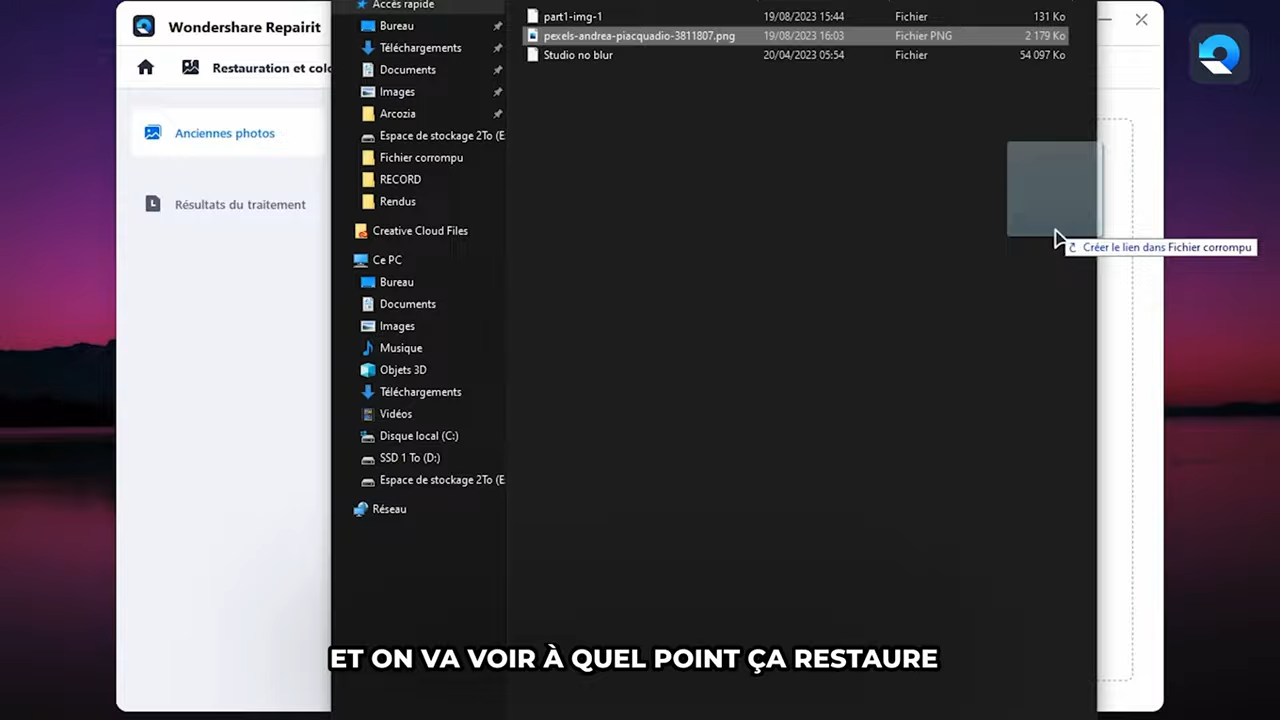 Wondershare Repairit
Restauration et colo
Anciennes photos
Résultats du traitement
Accès rapide
Bureau
Téléchargements
Documents
Images
Arcozia
Espace de stockage 2To (E
Fichier corrompu
RECORD
Rendus
Creative Cloud Files
Ce PC
Bureau
Documents
Images
Musique
Objets 3D
Téléchargements
Vidéos
Disque local (C:)
SSD 1 To (D:)
Espace de stockage 2To (E
Réseau
part1-img-1 19/08/2023 15:44 Fichier 131 Ko
pexels-andrea-piacquadio-3811807.png 19/08/2023 16:03 Fichier PNG 2 179 Ko
Studio no blur 20/04/2023 05:54 Fichier 54 097 Ko
Créer le lien dans Fichier corrompu
ET ON VA VOIR À QUEL POINT ÇA RESTAURE